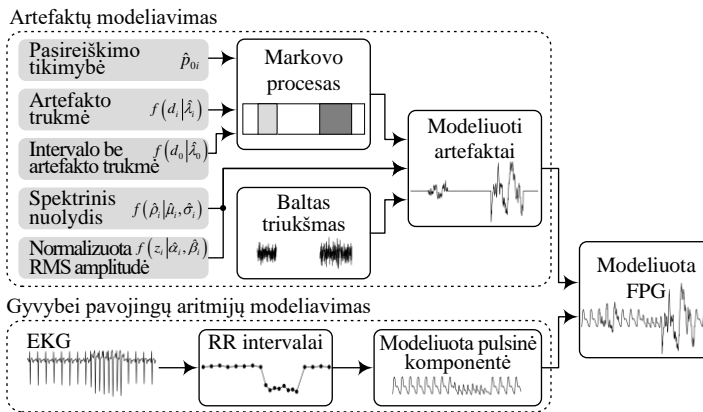 Artefaktų modeliavimas
Pasireiškimo
tikimybė p̂₀ᵢ
Artefakto
trukmė f(dᵢ|λ̂ᵢ)
Intervalo be
artefakto trukmė f(d₀|λ̂₀)
Spektrinis
nuolydis f(ρ̂ᵢ|μ̂ᵢ,σ̂ᵢ)
Normalizuota
RMS amplitudė f(zᵢ|α̂ᵢ,β̂ᵢ)
Markovo
procesas
Baltas
triukšmas
Modeliuoti
artefaktai
Modeliuota
FPG
Gyvybei pavojingų aritmijų modeliavimas
EKG
RR intervalai
Modeliuota pulsinė
komponentė